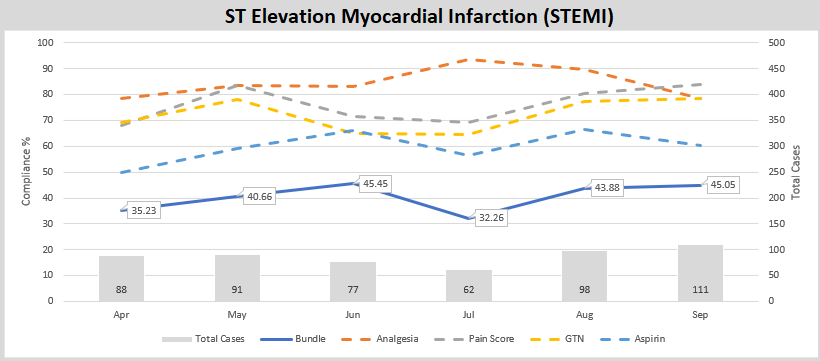 ST Elevation Myocardial Infarction (STEMI)
100 500
90 450
80 400
70 350
60 300
50 250
40 200
30 150
20 100
10 50
0 0
Compliance %
Total Cases
35.23 40.66 45.45 32.26 43.88 45.05
88 91 77 62 98 111
Apr May Jun Jul Aug Sep
Total Cases Bundle Analgesia Pain Score GTN Aspirin